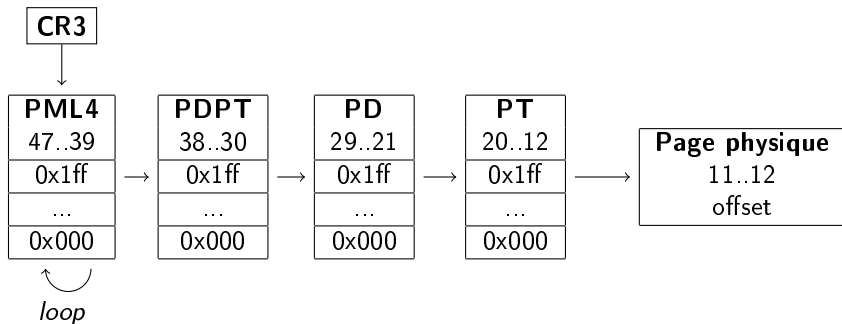 CR3
PML4
47..39
0x1ff
...
0x000
loop
PDPT
38..30
0x1ff
...
0x000
PD
29..21
0x1ff
...
0x000
PT
20..12
0x1ff
...
0x000
Page physique
11..12
offset